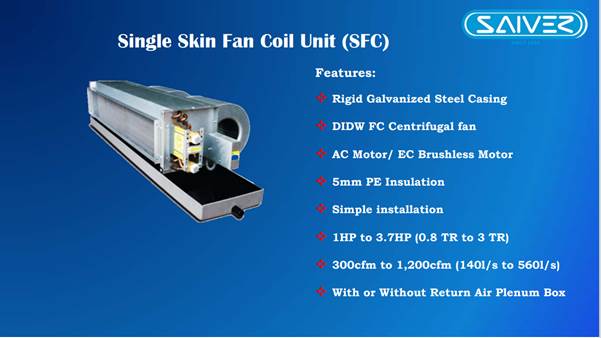 SAIVER
Single Skin Fan Coil Unit (SFC)
Features:
Rigid Galvanized Steel Casing
DIDW FC Centrifugal fan
AC Motor/ EC Brushless Motor
5mm PE Insulation
Simple installation
1HP to 3.7HP (0.8 TR to 3 TR)
300cfm to 1,200cfm (140l/s to 560l/s)
With or Without Return Air Plenum Box